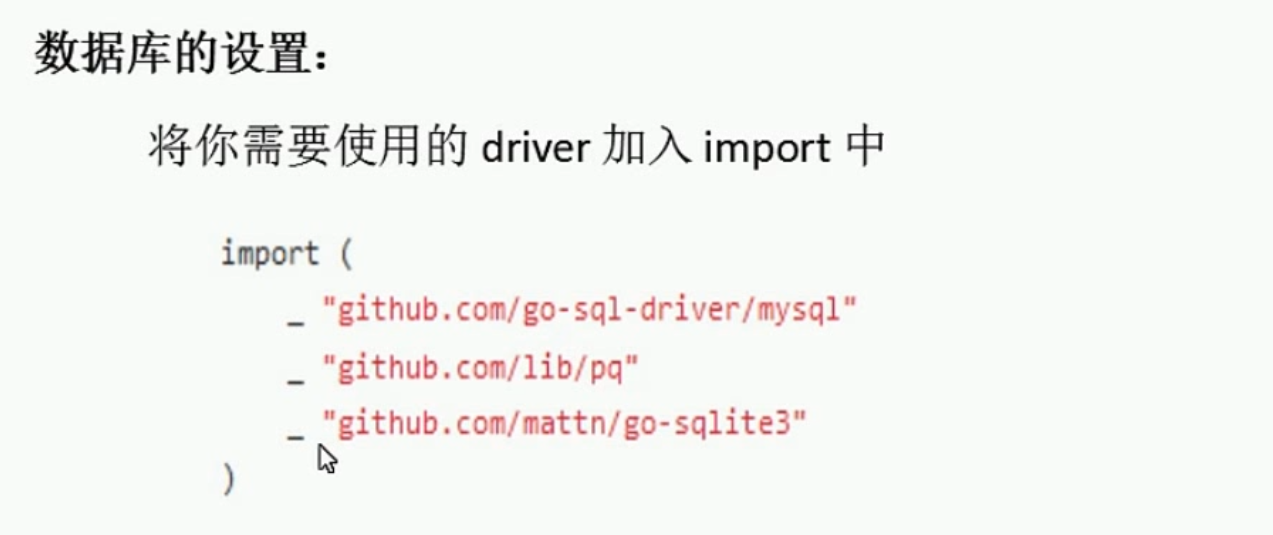 数据库的设置：
将你需要使用的 driver 加入 import 中
import (
_ "github.com/go-sql-driver/mysql"
_ "github.com/lib/pq"
_ "github.com/mattn/go-sqlite3"
)